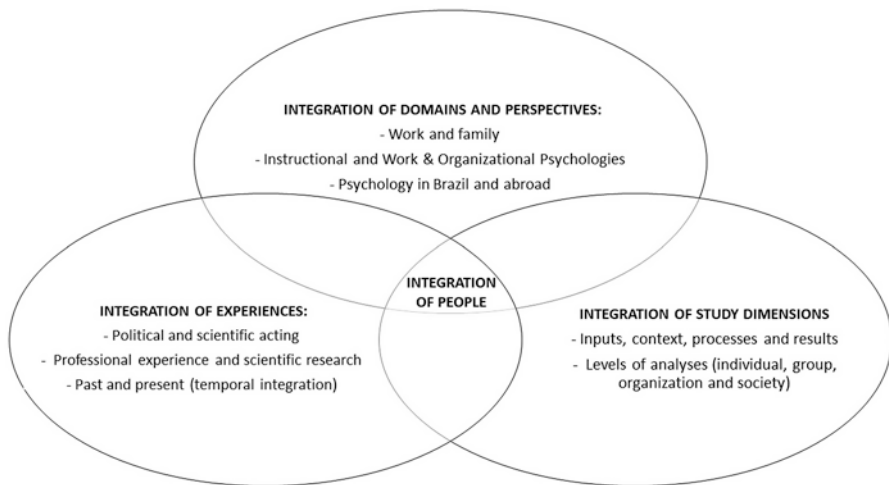 INTEGRATION OF DOMAINS AND PERSPECTIVES:
- Work and family
- Instructional and Work & Organizational Psychologies
- Psychology in Brazil and abroad
INTEGRATION
OF PEOPLE
INTEGRATION OF EXPERIENCES:
- Political and scientific acting
- Professional experience and scientific research
- Past and present (temporal integration)
INTEGRATION OF STUDY DIMENSIONS
- Inputs, context, processes and results
- Levels of analyses (individual, group,
organization and society)